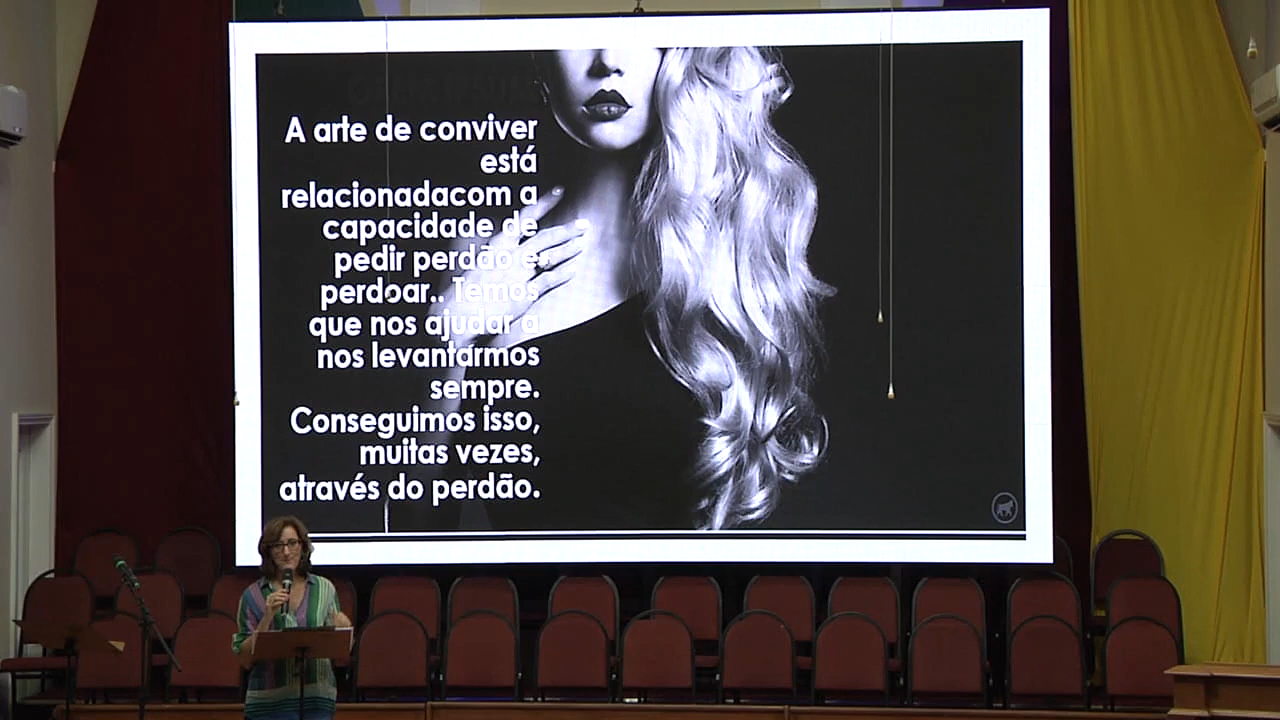 A arte de conviver
está
relacionadacom a
capacidade de
pedir perdão e
perdoar.. Temos
que nos ajudar a
nos levantarmos
sempre.
Conseguimos isso,
muitas vezes,
através do perdão.